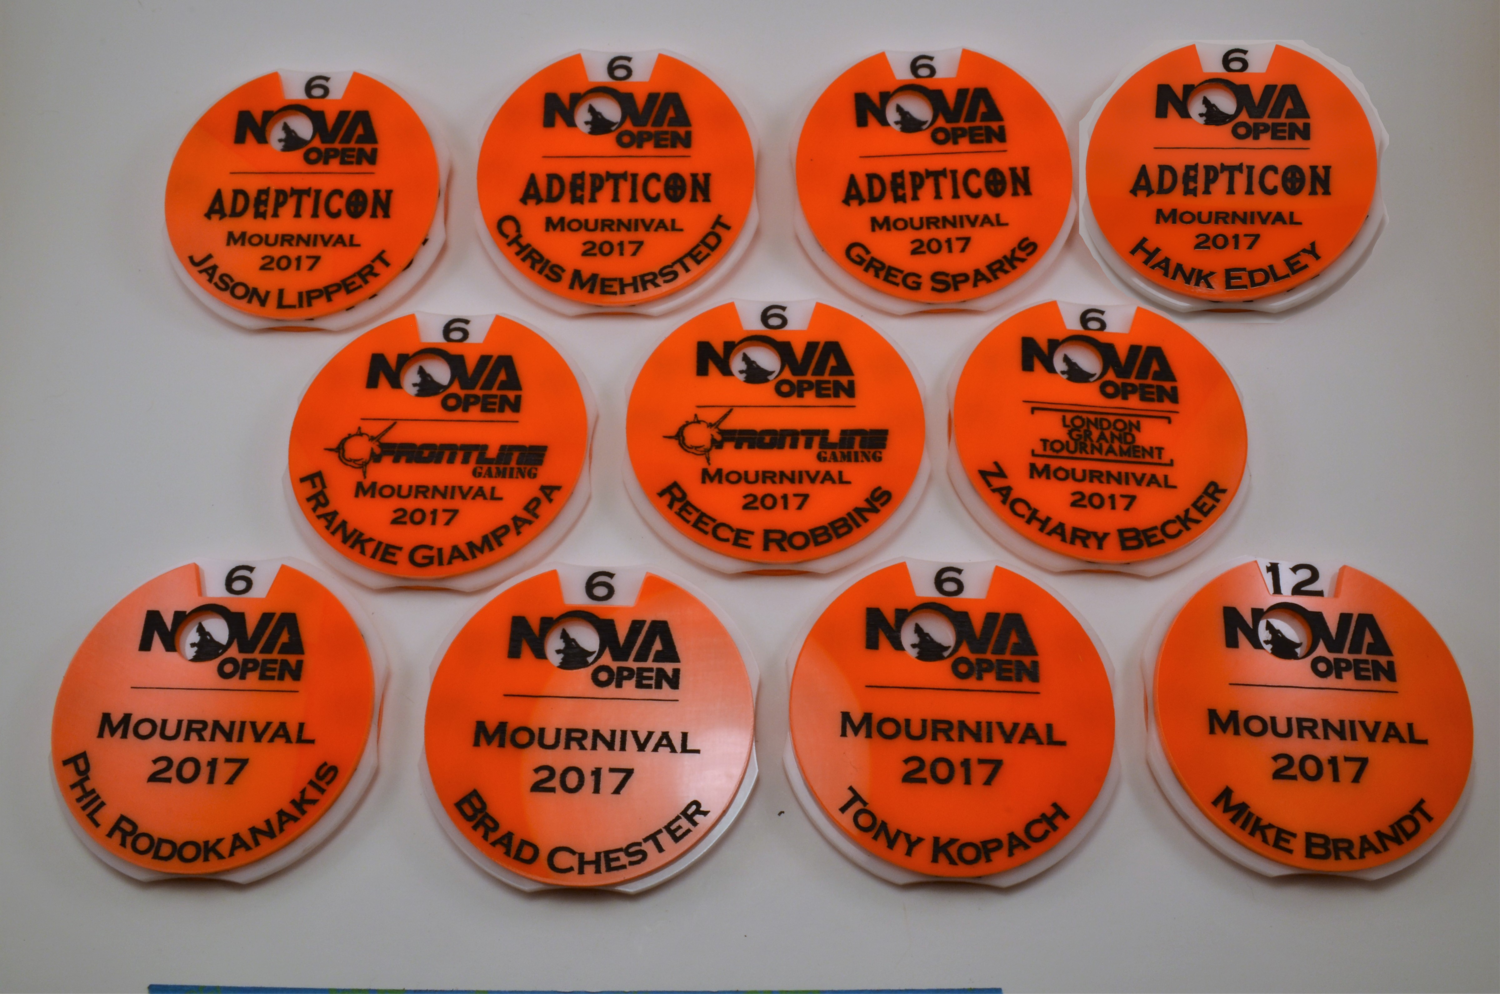 6
NOVA
OPEN
ADEPTICON
MOURNIVAL
2017
JASON LIPPERT
6
NOVA
OPEN
ADEPTICON
MOURNIVAL
2017
CHRIS MEHRSTEDT
6
NOVA
OPEN
ADEPTICON
MOURNIVAL
2017
GREG SPARKS
6
NOVA
OPEN
ADEPTICON
MOURNIVAL
2017
HANK EDLEY
6
NOVA
OPEN
FRONTLINE
GAMING
MOURNIVAL
2017
FRANKIE GIAMPAPA
6
NOVA
OPEN
FRONTLINE
GAMING
MOURNIVAL
2017
REECE ROBBINS
6
NOVA
OPEN
LONDON
GRAND
TOURNAMENT
MOURNIVAL
2017
ZACHARY BECKER
6
NOVA
OPEN
MOURNIVAL
2017
PHIL RODOKANAKIS
6
NOVA
OPEN
MOURNIVAL
2017
BRAD CHESTER
6
NOVA
OPEN
MOURNIVAL
2017
TONY KOPACH
12
NOVA
OPEN
MOURNIVAL
2017
MIKE BRANDT